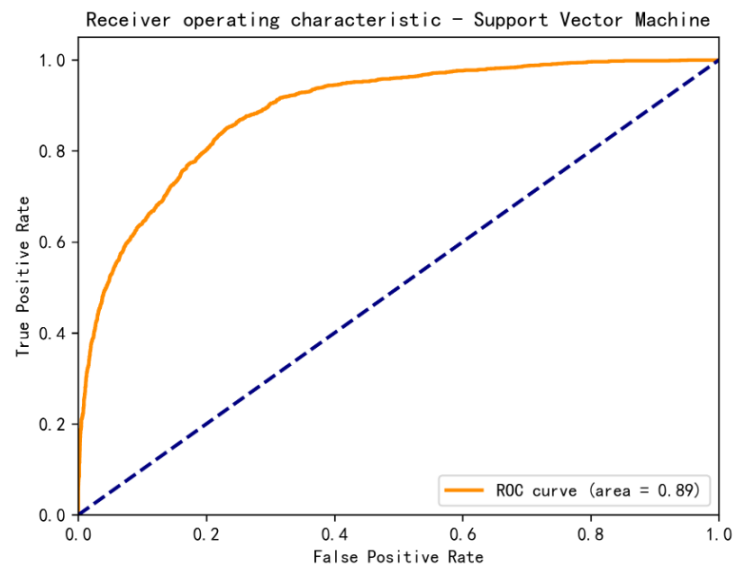 Receiver operating characteristic - Support Vector Machine
1.0
0.8
0.6
0.4
0.2
0.0
True Positive Rate
ROC curve (area = 0.89)
0.0 0.2 0.4 0.6 0.8 1.0
False Positive Rate